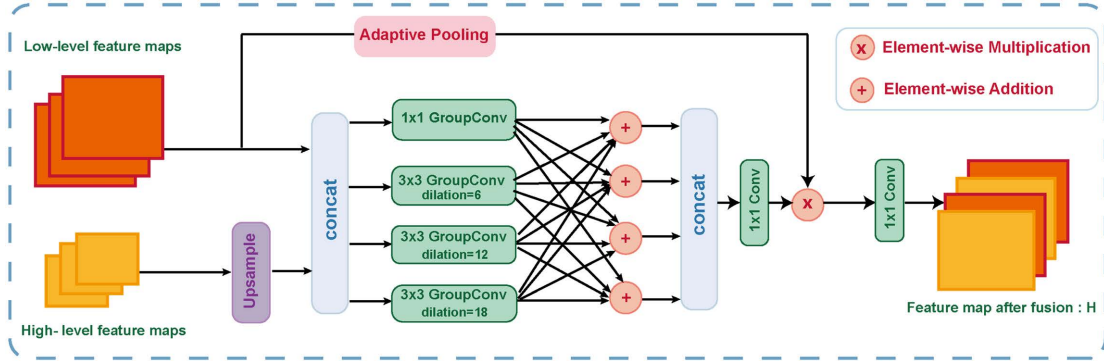 Low-level feature maps
Adaptive Pooling
x Element-wise Multiplication
+ Element-wise Addition
concat
1x1 GroupConv
3x3 GroupConv
dilation=6
3x3 GroupConv
dilation=12
3x3 GroupConv
dilation=18
+
+
+
+
concat
1x1 Conv
x
1x1 Conv
Upsample
High- level feature maps
Feature map after fusion : H